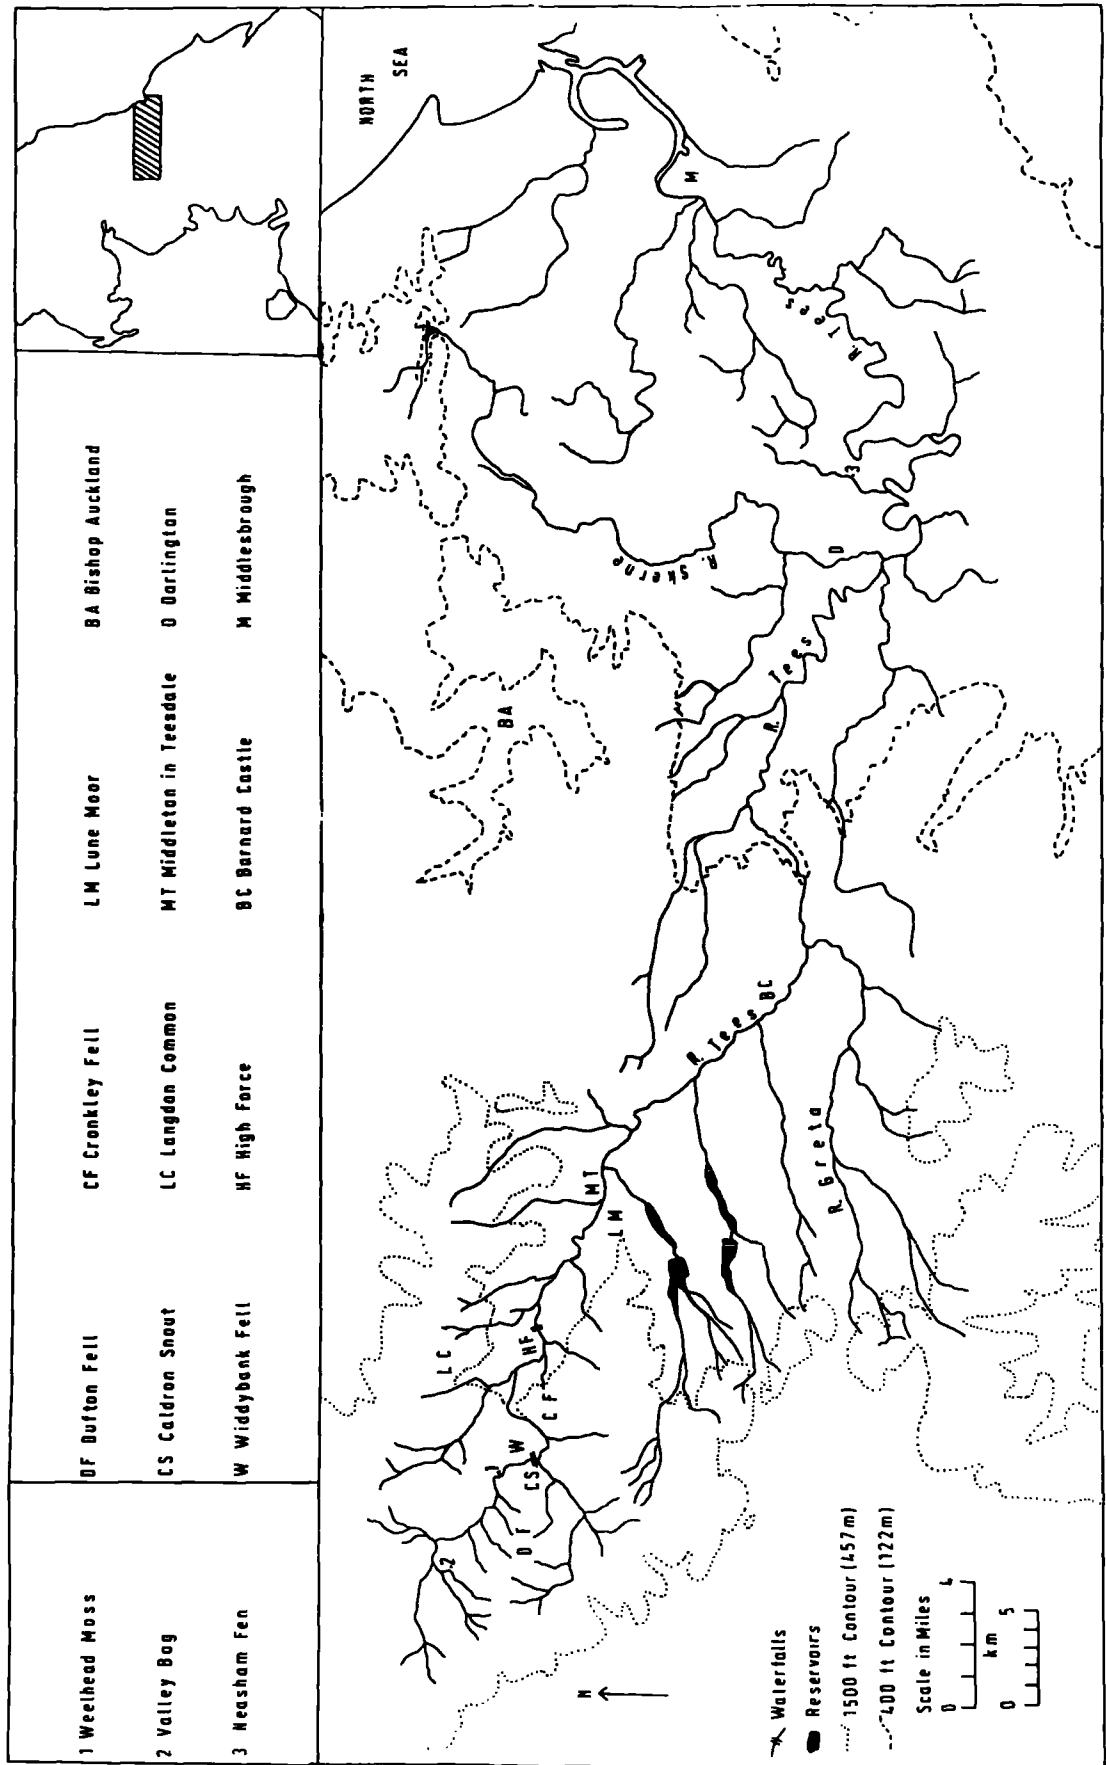 1 Weelhead Moss
2 Valley Bog
3 Neasham Fen
DF Dufton Fell
CS Caldron Snout
W Widdybank Fell
CF Cronkley Fell
LC Langdon Common
HF High Force
LM Lune Moor
MT Middleton in Teesdale
BC Barnard Castle
BA Bishop Auckland
D Darlington
M Middlesbrough
NORTH
SEA
M
R. Tees
3
D
R. Skerne
R. Tees
BA
R. Tees
BC
R. Greta
MT
LM
LC
HF
CF
W
1
CS
DF
2
N
Waterfalls
Reservoirs
1500 ft Contour (457m)
400 ft Contour (122m)
Scale in Miles
0 4
km
0 5